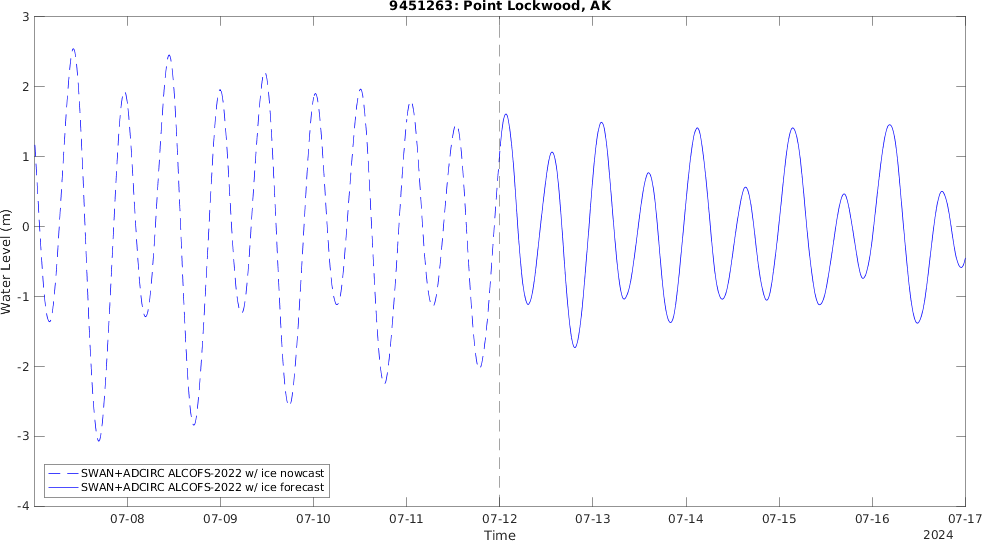 9451263: Point Lockwood, AK
3
2
1
0
-1
-2
-3
-4
Water Level (m)
SWAN+ADCIRC ALCOFS-2022 w/ ice nowcast
SWAN+ADCIRC ALCOFS-2022 w/ ice forecast
07-08 07-09 07-10 07-11 07-12 07-13 07-14 07-15 07-16 07-17
Time
2024